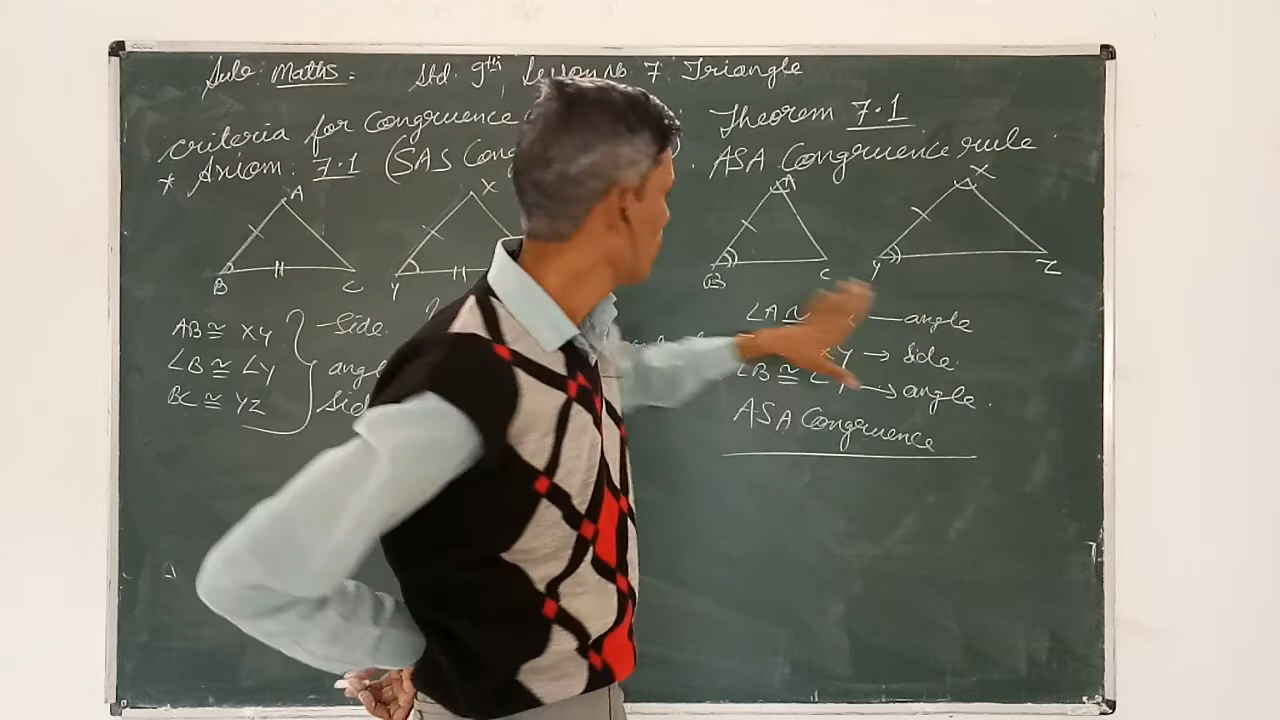 Sub: Maths: Std. 9th, Lesson no. 7. Triangle
criteria for Congruence
* Axiom: 7.1 (SAS Cong
A
X
B
C
Y
AB ≅ XY
Side.
∠B ≅ ∠Y
angle
BC ≅ YZ
Sid
Theorem 7.1
ASA Congruence rule.
A
X
B
C
Y
Z
∠A ≅
angle
XY → Side.
∠B ≅ ∠Y → angle.
ASA Congruence